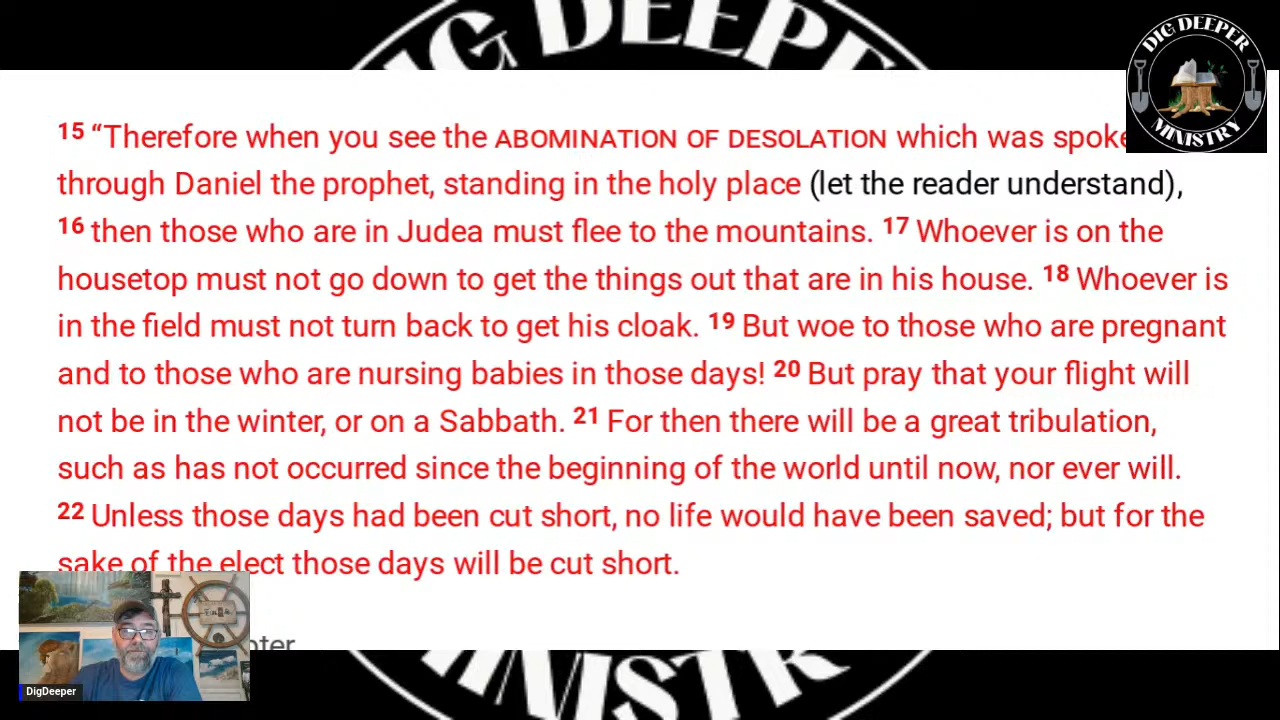 DIG DEEPER
DIG DEEPER
MINISTRY
15 “Therefore when you see the ABOMINATION OF DESOLATION which was
through Daniel the prophet, standing in the holy place (let the reader understand),
16 then those who are in Judea must flee to the mountains. 17 Whoever is on the
housetop must not go down to get the things out that are in his house. 18 Whoever is
in the field must not turn back to get his cloak. 19 But woe to those who are pregnant
and to those who are nursing babies in those days! 20 But pray that your flight will
not be in the winter, or on a Sabbath. 21 For then there will be a great tribulation,
such as has not occurred since the beginning of the world until now, nor ever will.
22 Unless those days had been cut short, no life would have been saved; but for the
sake of the elect those days will be cut short.
DigDeeper
MINISTR